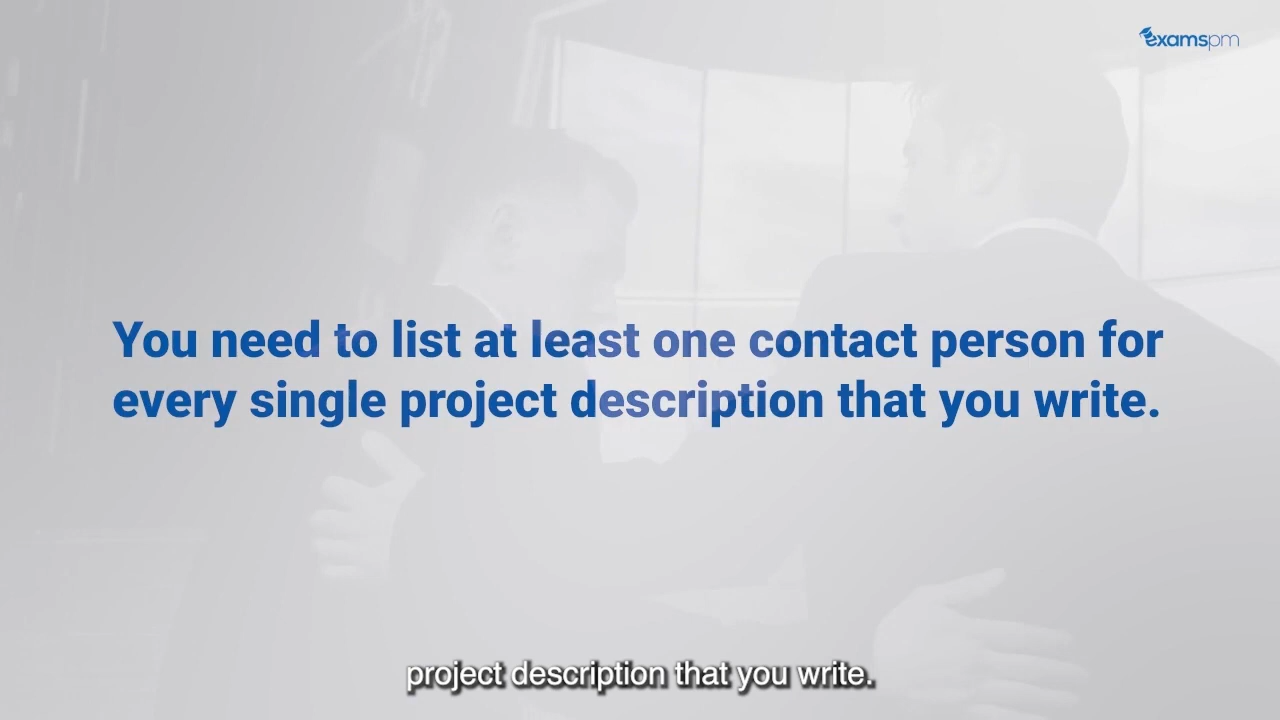 examspm
You need to list at least one contact person for
every single project description that you write.
project description that you write.